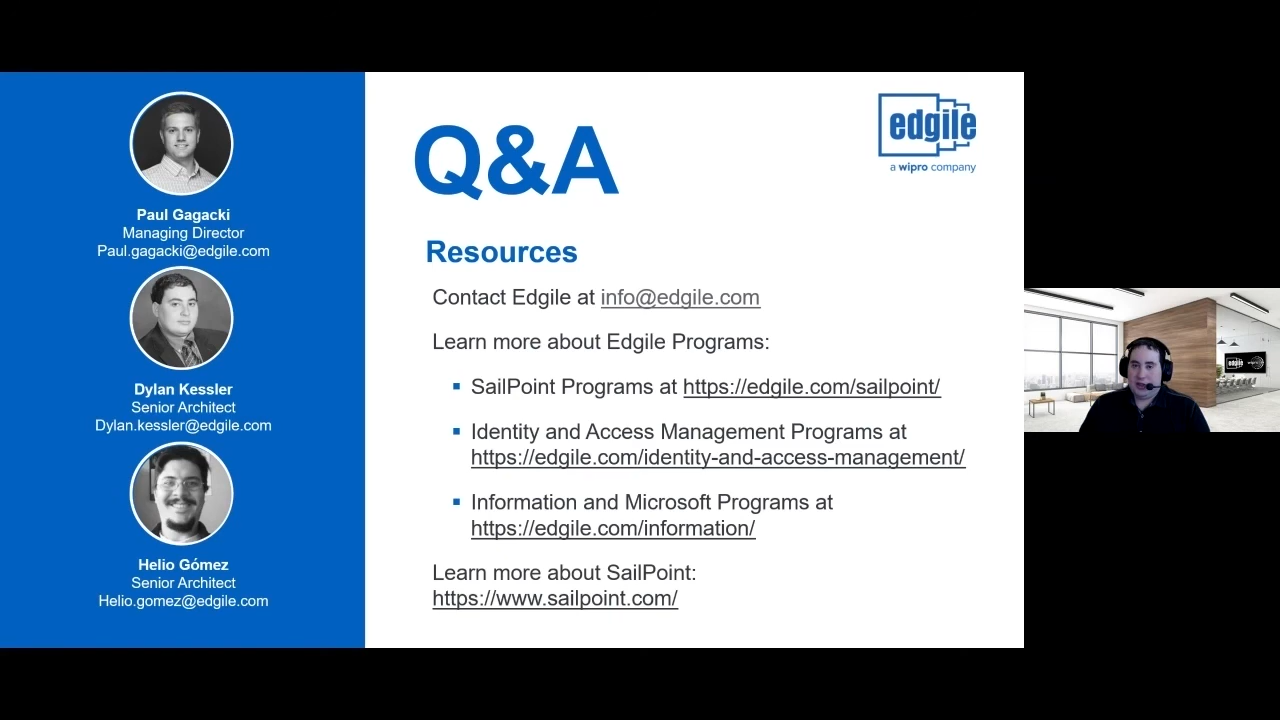 Paul Gagacki
Managing Director
Paul.gagacki@edgile.com
Dylan Kessler
Senior Architect
Dylan.kessler@edgile.com
Helio Gómez
Senior Architect
Helio.gomez@edgile.com
edgile
a wipro company
Q&A
Resources
Contact Edgile at info@edgile.com
Learn more about Edgile Programs:
▪ SailPoint Programs at https://edgile.com/sailpoint/
▪ Identity and Access Management Programs at
https://edgile.com/identity-and-access-management/
▪ Information and Microsoft Programs at
https://edgile.com/information/
Learn more about SailPoint:
https://www.sailpoint.com/
edgile
wipro